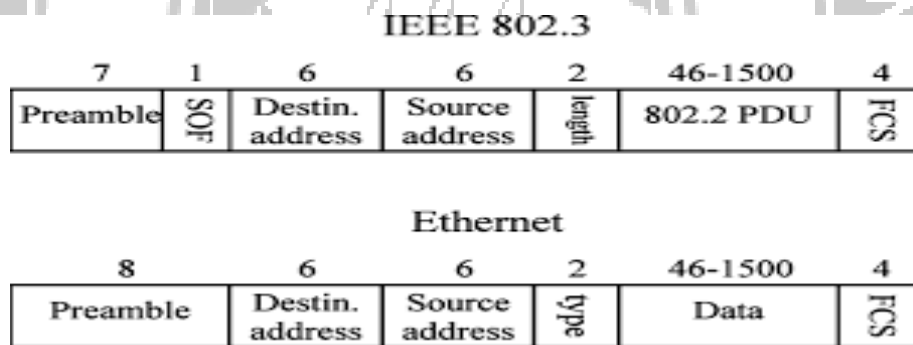 IEEE 802.3
7 1 6 6 2 46-1500 4
Preamble SOF Destin. address Source address length 802.2 PDU FCS
Ethernet
8 6 6 2 46-1500 4
Preamble Destin. address Source address type Data FCS